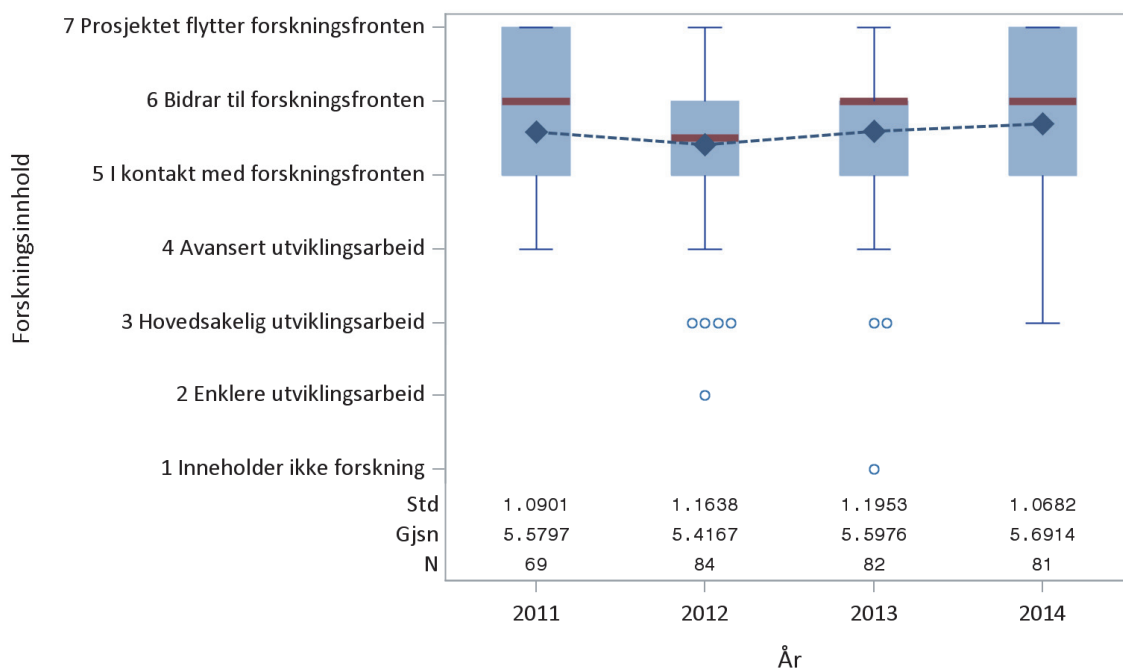 Forskningsinnhold
7 Prosjektet flytter forskningsfronten
6 Bidrar til forskningsfronten
5 I kontakt med forskningsfronten
4 Avansert utviklingsarbeid
3 Hovedsakelig utviklingsarbeid
2 Enklere utviklingsarbeid
1 Inneholder ikke forskning
Std 1.0901 1.1638 1.1953 1.0682
Gjsn 5.5797 5.4167 5.5976 5.6914
N 69 84 82 81
2011 2012 2013 2014
År